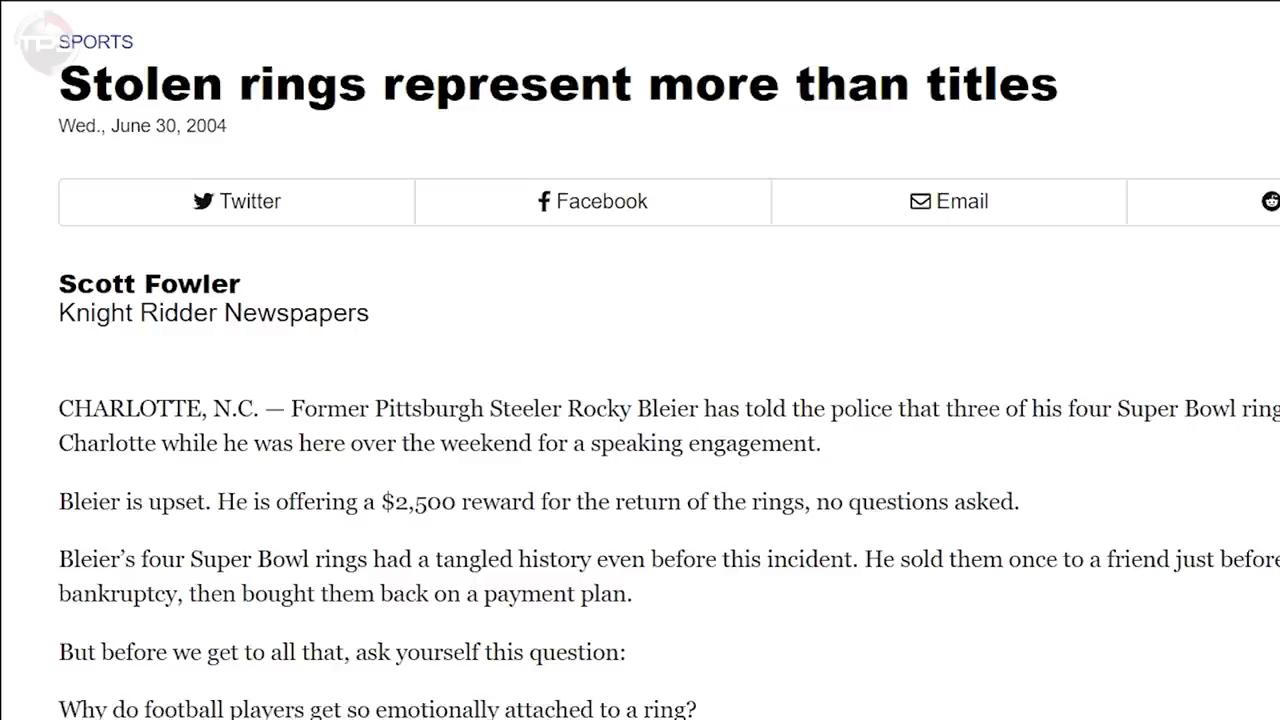 TPS
SPORTS
Stolen rings represent more than titles
Wed., June 30, 2004
Twitter
Facebook
Email
Scott Fowler
Knight Ridder Newspapers
CHARLOTTE, N.C. — Former Pittsburgh Steeler Rocky Bleier has told the police that three of his four Super Bowl ring
Charlotte while he was here over the weekend for a speaking engagement.
Bleier is upset. He is offering a $2,500 reward for the return of the rings, no questions asked.
Bleier’s four Super Bowl rings had a tangled history even before this incident. He sold them once to a friend just before
bankruptcy, then bought them back on a payment plan.
But before we get to all that, ask yourself this question:
Why do football players get so emotionally attached to a ring?